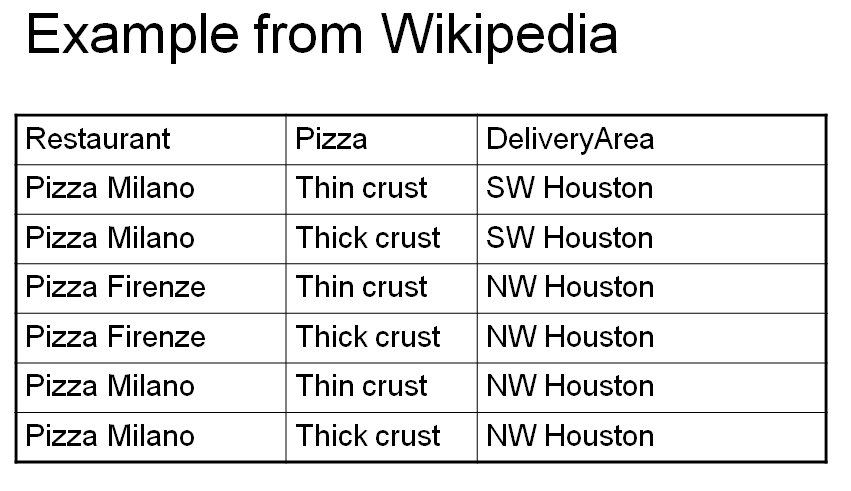 Example from Wikipedia
Restaurant Pizza DeliveryArea
Pizza Milano Thin crust SW Houston
Pizza Milano Thick crust SW Houston
Pizza Firenze Thin crust NW Houston
Pizza Firenze Thick crust NW Houston
Pizza Milano Thin crust NW Houston
Pizza Milano Thick crust NW Houston